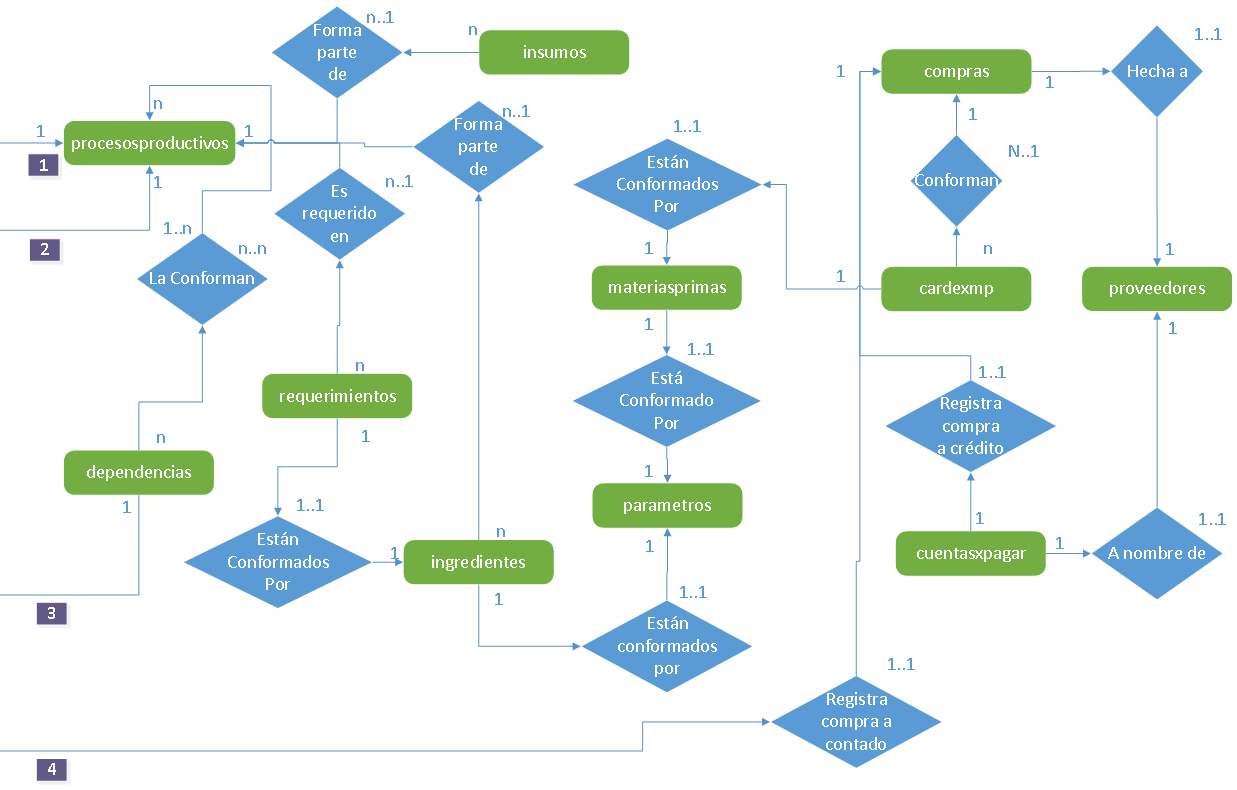 n..1
Forma
parte
de
n
insumos
1
compras
1
1..1
Hecha a
n
1
procesosproductivos
1
1
1
n..1
Forma
parte
de
n..1
Es
requerido
en
1..1
Están
Conformados
Por
1
N..1
Conforman
n
2
1..n
n..n
La Conforman
1
materiasprimas
1
1
cardexmp
1
proveedores
1
n
requerimientos
1
1..1
Está
Conformado
Por
1
1..1
Registra
compra
a crédito
n
dependencias
1
3
1..1
Están
Conformados
Por
1
n
ingredientes
1
parametros
1
1
cuentasxpagar
1
1..1
A nombre de
1..1
Están
conformados
por
1..1
Registra
compra a
contado
4